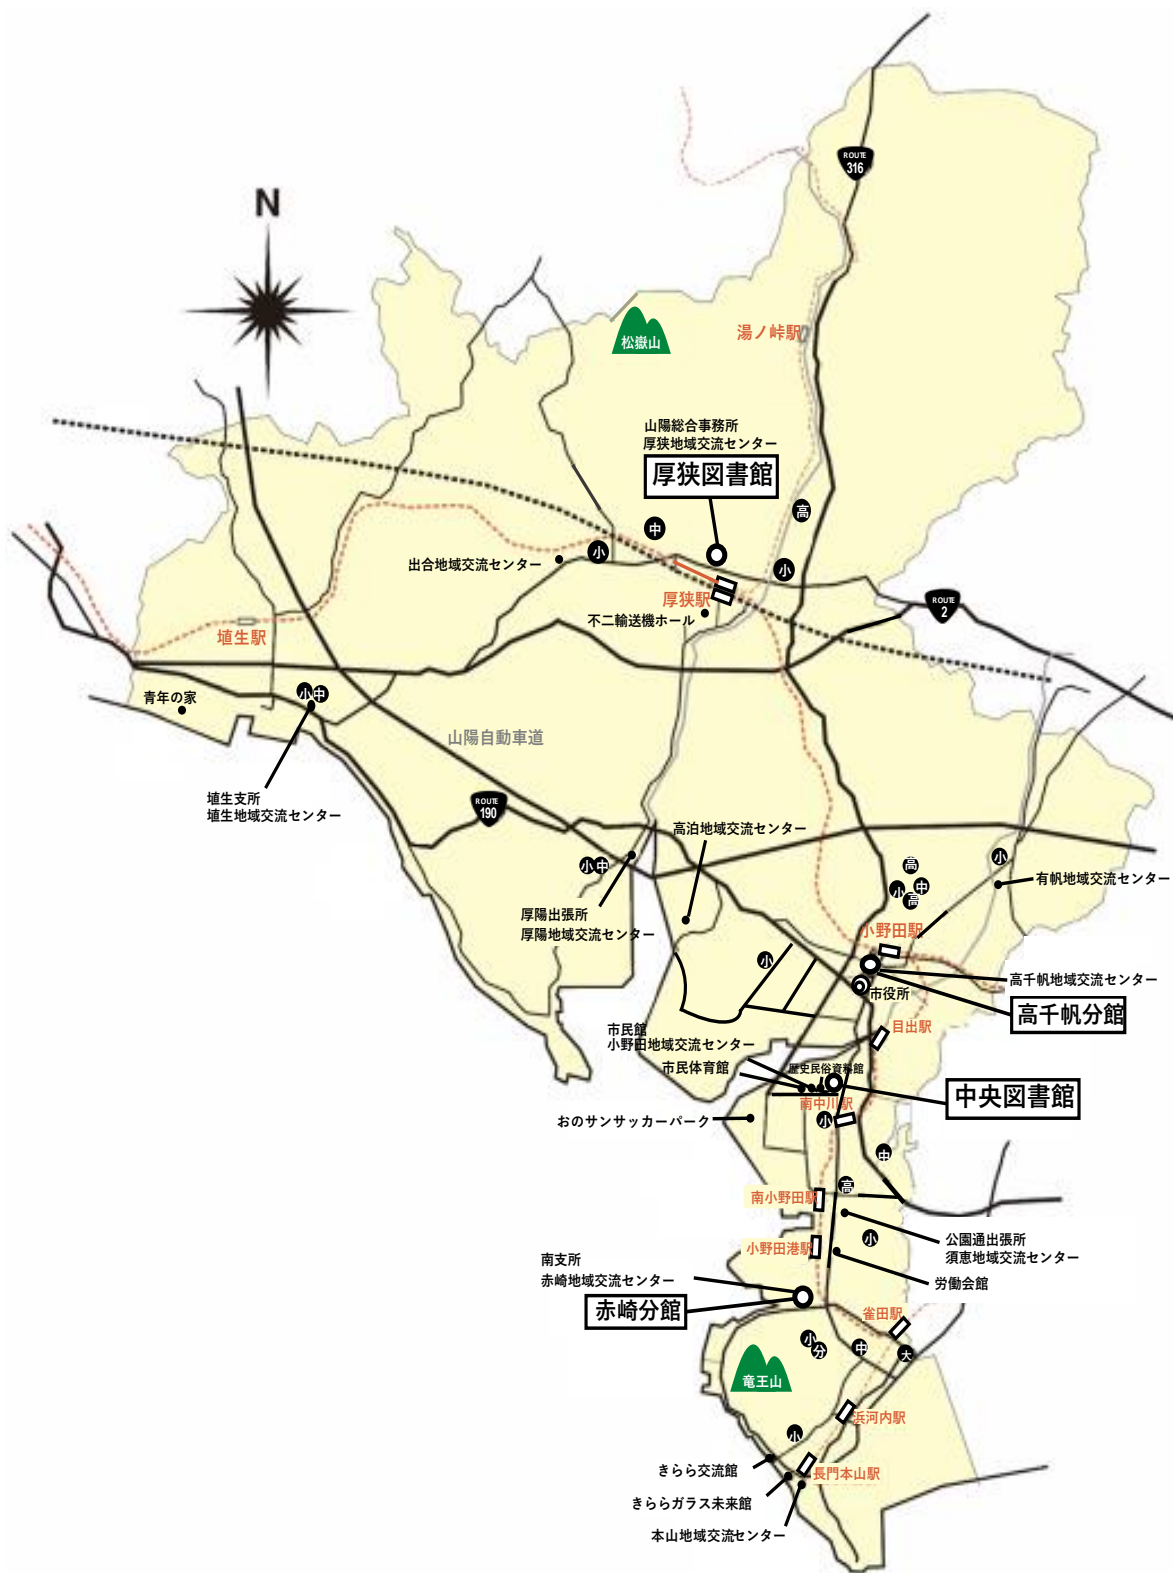 ROUTE
316
N
松嶽山
湯ノ峠駅
山陽総合事務所
厚狭地域交流センター
厚狭図書館
高
中
小
出合地域交流センター
小
厚狭駅
不二輸送機ホール
ROUTE
2
埴生駅
青年の家
小中
山陽自動車道
埴生支所
埴生地域交流センター
ROUTE
190
高泊地域交流センター
小中
高
小
小
中
高
有帆地域交流センター
厚陽出張所
厚陽地域交流センター
小野田駅
小
高千帆地域交流センター
市役所
高千帆分館
目出駅
市民館
小野田地域交流センター
市民体育館
歴史民俗資料館
中央図書館
南中川駅
おのサンサッカーパーク
小
中
高
南小野田駅
小
公園通出張所
須恵地域交流センター
小野田港駅
労働会館
南支所
赤崎地域交流センター
赤崎分館
雀田駅
小
分
中
大
竜王山
浜河内駅
小
きらら交流館
長門本山駅
きららガラス未来館
本山地域交流センター